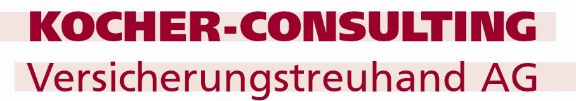 KOCHER-CONSULTING
Versicherungstreuhand AG